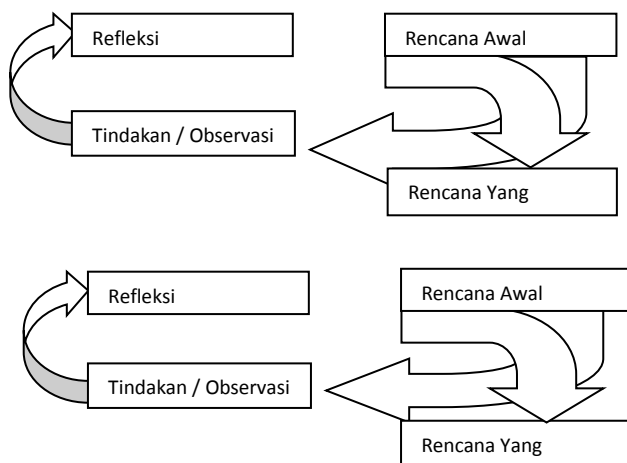 Refleksi
Rencana Awal
Tindakan / Observasi
Rencana Yang
Refleksi
Rencana Awal
Tindakan / Observasi
Rencana Yang